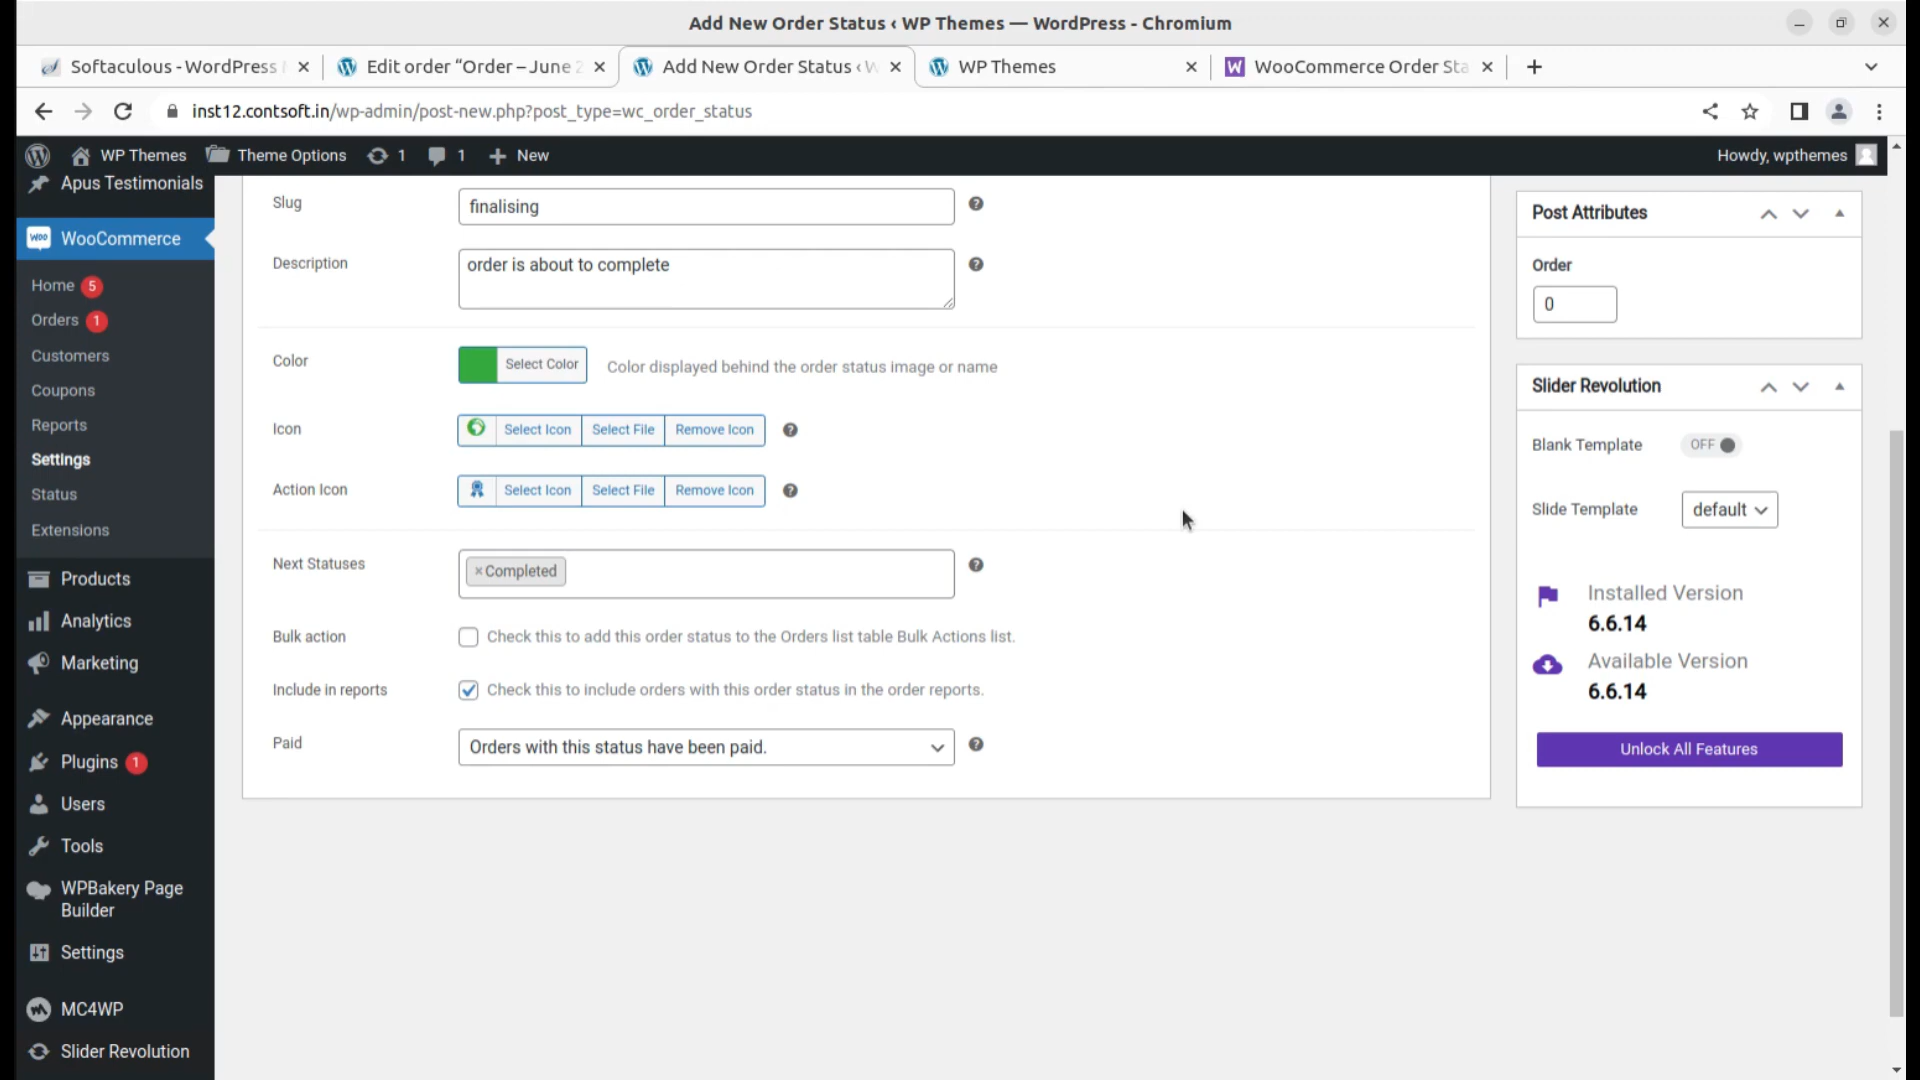 Add New Order Status ‹ WP Themes — WordPress - Chromium
Softaculous - WordPress
Edit order “Order – June 2
Add New Order Status ‹ W
WP Themes
WooCommerce Order Sta
inst12.contsoft.in/wp-admin/post-new.php?post_type=wc_order_status
WP Themes
Theme Options
1
1
New
Howdy, wpthemes
Apus Testimonials
WooCommerce
Home 5
Orders 1
Customers
Coupons
Reports
Settings
Status
Extensions
Products
Analytics
Marketing
Appearance
Plugins 1
Users
Tools
WPBakery Page
Builder
Settings
MC4WP
Slider Revolution
Slug
finalising
Description
order is about to complete
Color
Select Color
Color displayed behind the order status image or name
Icon
Select Icon
Select File
Remove Icon
Action Icon
Select Icon
Select File
Remove Icon
Next Statuses
×Completed
Bulk action
Check this to add this order status to the Orders list table Bulk Actions list.
Include in reports
Check this to include orders with this order status in the order reports.
Paid
Orders with this status have been paid.
Post Attributes
Order
0
Slider Revolution
Blank Template
OFF
Slide Template
default
Installed Version
6.6.14
Available Version
6.6.14
Unlock All Features